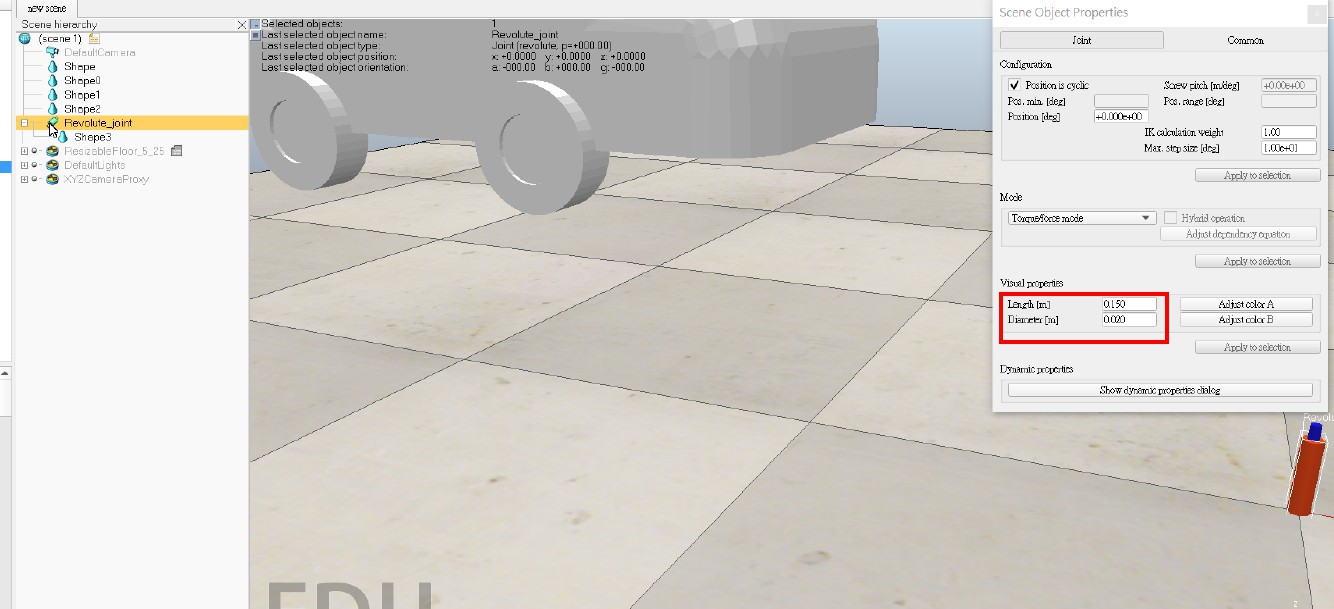 new scene
Scene hierarchy
(scene 1)
DefaultCamera
Shape
Shape0
Shape1
Shape2
Revolute_joint
Shape3
ResizableFloor_5_25
DefaultLights
XYZCameraProxy
Selected objects: 1
Last selected object name: Revolute_joint
Last selected object type: Joint (revolute, p=+000.00)
Last selected object position: x: +0.0000 y: +0.0000 z: +0.0000
Last selected object orientation: a: -000.00 b: +000.00 g: -000.00
EDU
Scene Object Properties
Joint Common
Configuration
Position is cyclic Screw pitch [m/deg] +0.00e+00
Pos. min. [deg] Pos. range [deg]
Position [deg] +0.000e+00
IK calculation weight 1.00
Max. step size [deg] 1.00e+01
Apply to selection
Mode
Torque/force mode Hybrid operation
Adjust dependency equation
Apply to selection
Visual properties
Length [m] 0.150 Adjust color A
Diameter [m] 0.020 Adjust color B
Apply to selection
Dynamic properties
Show dynamic properties dialog
Revolu
z